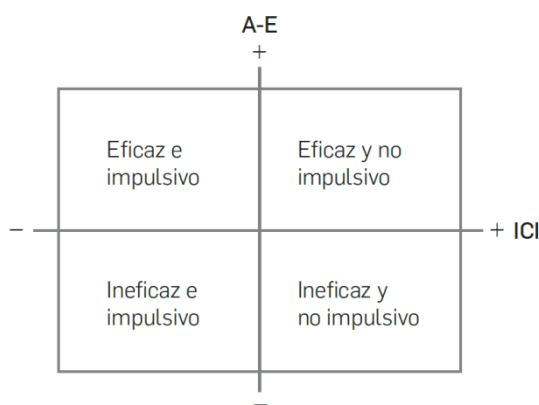 A-E
+
Eficaz e
impulsivo
Eficaz y no
impulsivo
− + ICI
Ineficaz e
impulsivo
Ineficaz y
no impulsivo
−